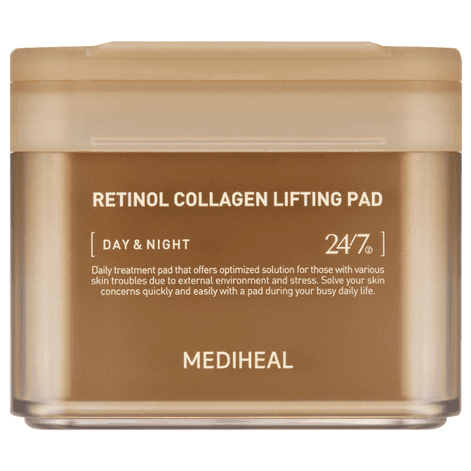 RETINOL COLLAGEN LIFTING PAD
[ DAY & NIGHT 24/7② ]
Daily treatment pad that offers optimized solution for those with various
skin troubles due to external environment and stress. Solve your skin
concerns quickly and easily with a pad during your busy daily life.
MEDIHEAL